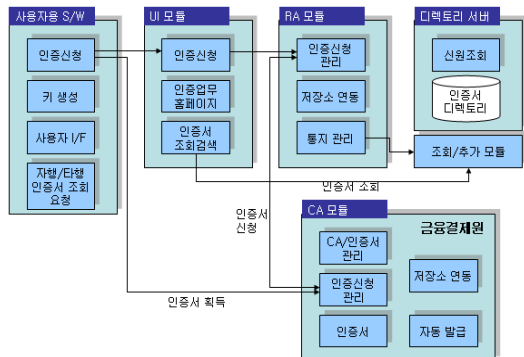 사용자용 S/W
인증신청
키 생성
사용자 I/F
자행/타행
인증서 조회
요청
UI 모듈
인증신청
인증업무
홈페이지
인증서
조회검색
RA 모듈
인증신청
관리
저장소 연동
통지 관리
디렉토리 서버
신원조회
인증서
디렉토리
조회/추가 모듈
인증서 조회
인증서
신청
인증서 획득
CA 모듈
금융결제원
CA/인증서
관리
인증신청
관리
인증서
저장소 연동
자동 발급